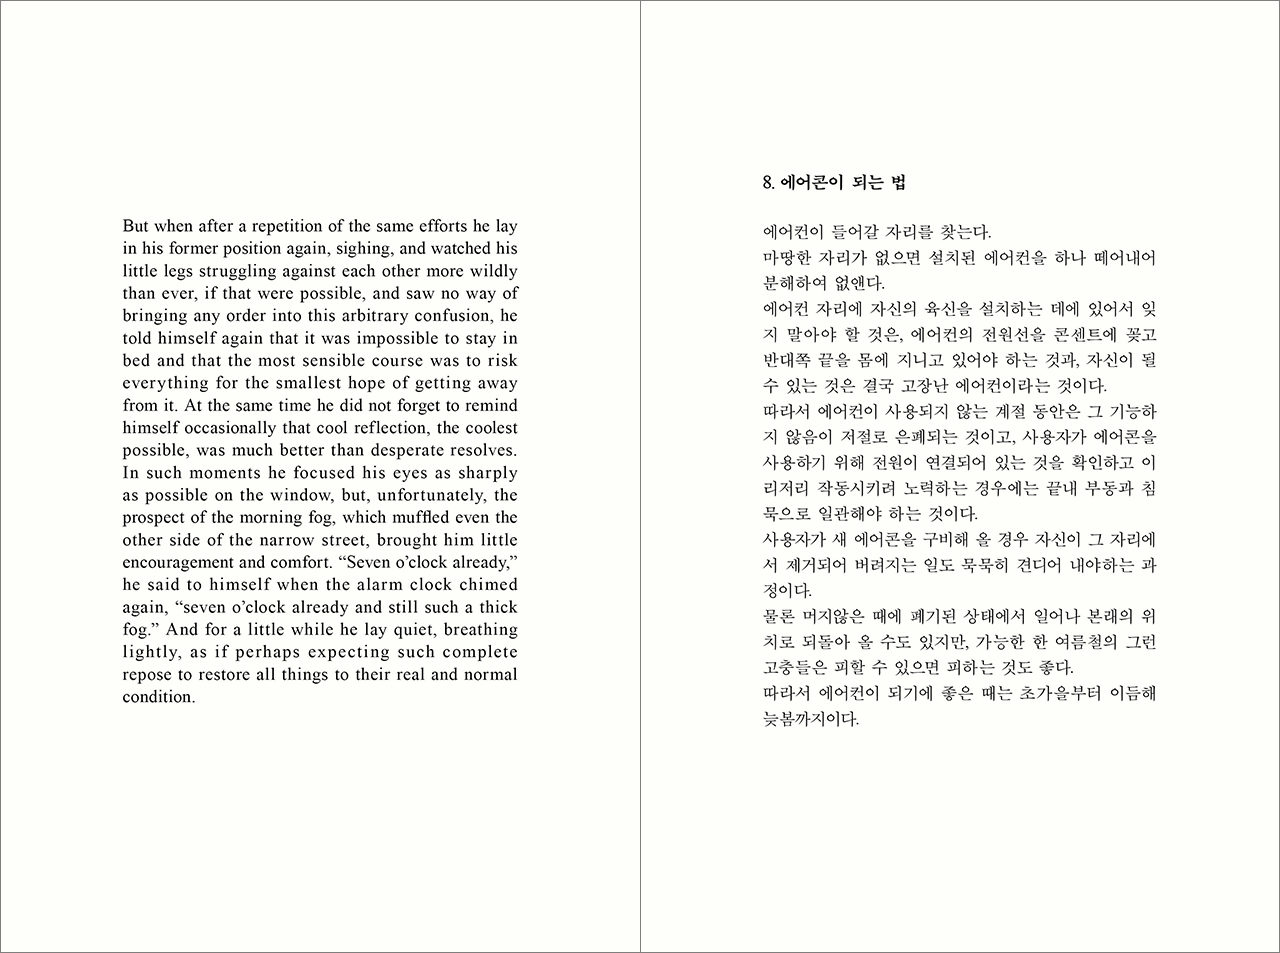 But when after a repetition of the same efforts he lay
in his former position again, sighing, and watched his
little legs struggling against each other more wildly
than ever, if that were possible, and saw no way of
bringing any order into this arbitrary confusion, he
told himself again that it was impossible to stay in
bed and that the most sensible course was to risk
everything for the smallest hope of getting away
from it. At the same time he did not forget to remind
himself occasionally that cool reflection, the coolest
possible, was much better than desperate resolves.
In such moments he focused his eyes as sharply
as possible on the window, but, unfortunately, the
prospect of the morning fog, which muffled even the
other side of the narrow street, brought him little
encouragement and comfort. “Seven o’clock already,”
he said to himself when the alarm clock chimed
again, “seven o’clock already and still such a thick
fog.” And for a little while he lay quiet, breathing
lightly, as if perhaps expecting such complete
repose to restore all things to their real and normal
condition.
8. 에어콘이 되는 법
에어컨이 들어갈 자리를 찾는다.
마땅한 자리가 없으면 설치된 에어컨을 하나 떼어내어
분해하여 없앤다.
에어컨 자리에 자신의 육신을 설치하는 데에 있어서 잊
지 말아야 할 것은, 에어컨의 전원선을 콘센트에 꽂고
반대쪽 끝을 몸에 지니고 있어야 하는 것과, 자신이 될
수 있는 것은 결국 고장난 에어컨이라는 것이다.
따라서 에어컨이 사용되지 않는 계절 동안은 그 기능하
지 않음이 저절로 은폐되는 것이고, 사용자가 에어콘을
사용하기 위해 전원이 연결되어 있는 것을 확인하고 이
리저리 작동시키려 노력하는 경우에는 끝내 부동과 침
묵으로 일관해야 하는 것이다.
사용자가 새 에어콘을 구비해 올 경우 자신이 그 자리에
서 제거되어 버려지는 일도 묵묵히 견디어 내야하는 과
정이다.
물론 머지않은 때에 폐기된 상태에서 일어나 본래의 위
치로 되돌아 올 수도 있지만, 가능한 한 여름철의 그런
고충들은 피할 수 있으면 피하는 것도 좋다.
따라서 에어컨이 되기에 좋은 때는 초가을부터 이듬해
늦봄까지이다.